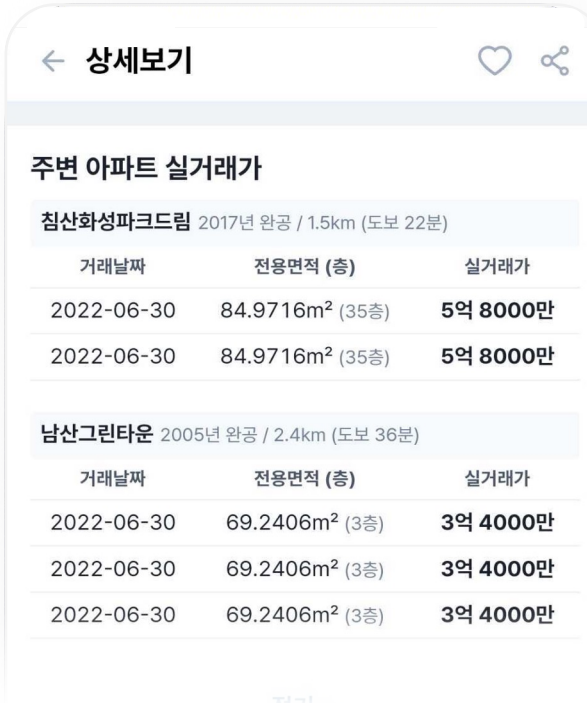 상세보기
주변 아파트 실거래가
침산화성파크드림 2017년 완공 / 1.5km (도보 22분)
거래날짜 전용면적 (층) 실거래가
2022-06-30 84.9716m² (35층) 5억 8000만
2022-06-30 84.9716m² (35층) 5억 8000만
남산그린타운 2005년 완공 / 2.4km (도보 36분)
거래날짜 전용면적 (층) 실거래가
2022-06-30 69.2406m² (3층) 3억 4000만
2022-06-30 69.2406m² (3층) 3억 4000만
2022-06-30 69.2406m² (3층) 3억 4000만